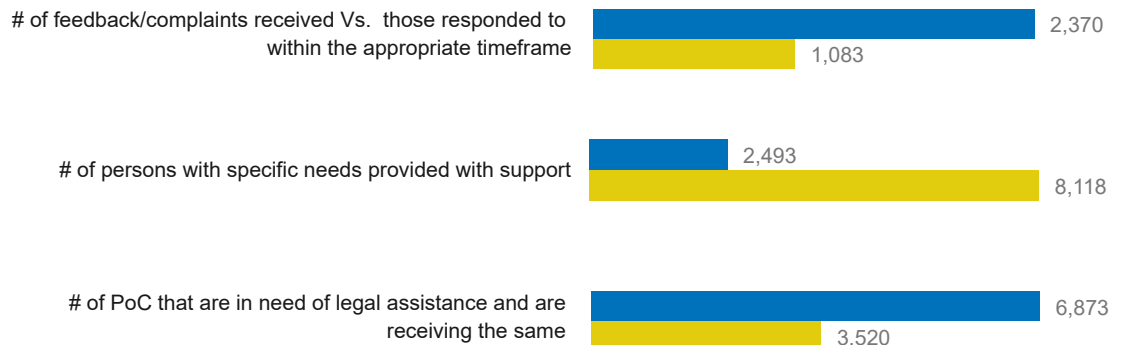 # of feedback/complaints received Vs.  those responded to
within the appropriate timeframe
2,370
1,083
# of persons with specific needs provided with support
2,493
8,118
# of PoC that are in need of legal assistance and are
receiving the same
6,873
3,520